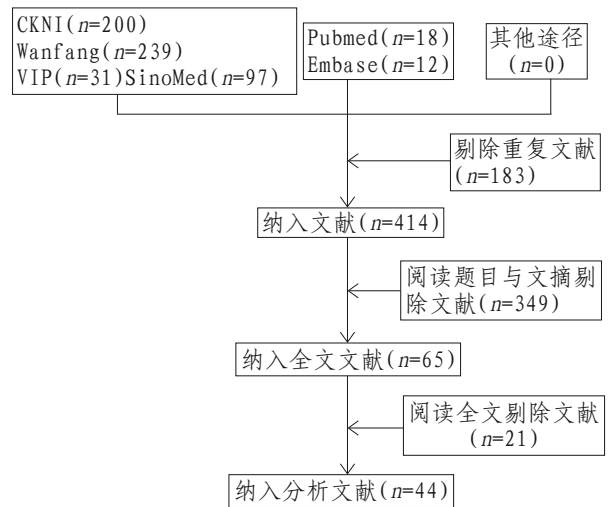 CKNI(n=200)
Wanfang(n=239)
VIP(n=31)SinoMed(n=97)
Pubmed(n=18)
Embase(n=12)
其他途径
(n=0)
剔除重复文献
(n=183)
纳入文献(n=414)
阅读题目与文摘剔
除文献(n=349)
纳入全文文献(n=65)
阅读全文剔除文献
(n=21)
纳入分析文献(n=44)